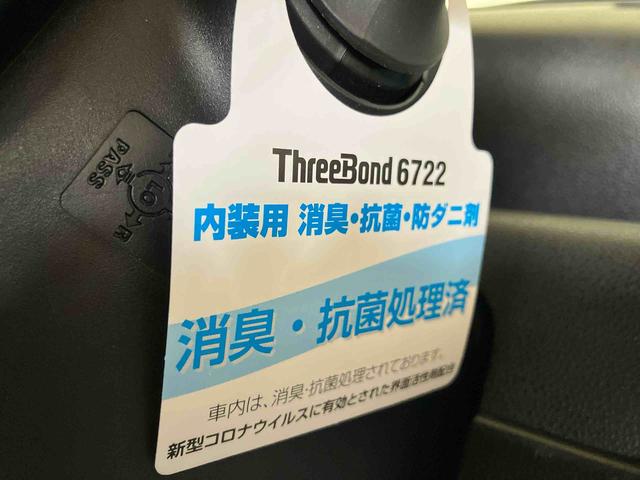 ThreeBond 6722
内装用 消臭・抗菌・防ダニ剤
消臭・抗菌処理済
車内は、消臭・抗菌処理されております。
新型コロナウイルスに有効とされた界面活性剤配合
PASS
LO
R